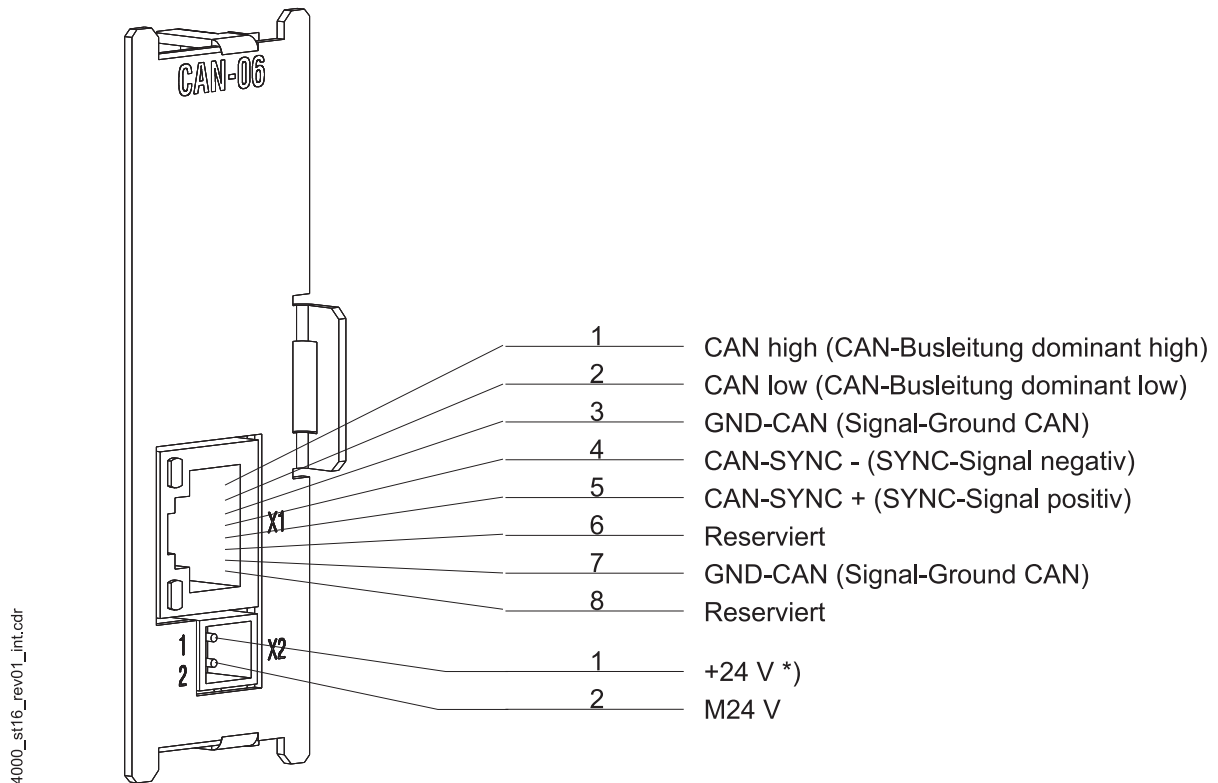 CAN-06
1 CAN high (CAN-Busleitung dominant high)
2 CAN low (CAN-Busleitung dominant low)
3 GND-CAN (Signal-Ground CAN)
4 CAN-SYNC - (SYNC-Signal negativ)
5 CAN-SYNC + (SYNC-Signal positiv)
X1
6 Reserviert
7 GND-CAN (Signal-Ground CAN)
8 Reserviert
1 X2
2
1 +24 V *)
2 M24 V
4000_st16_rev01_int.cdr